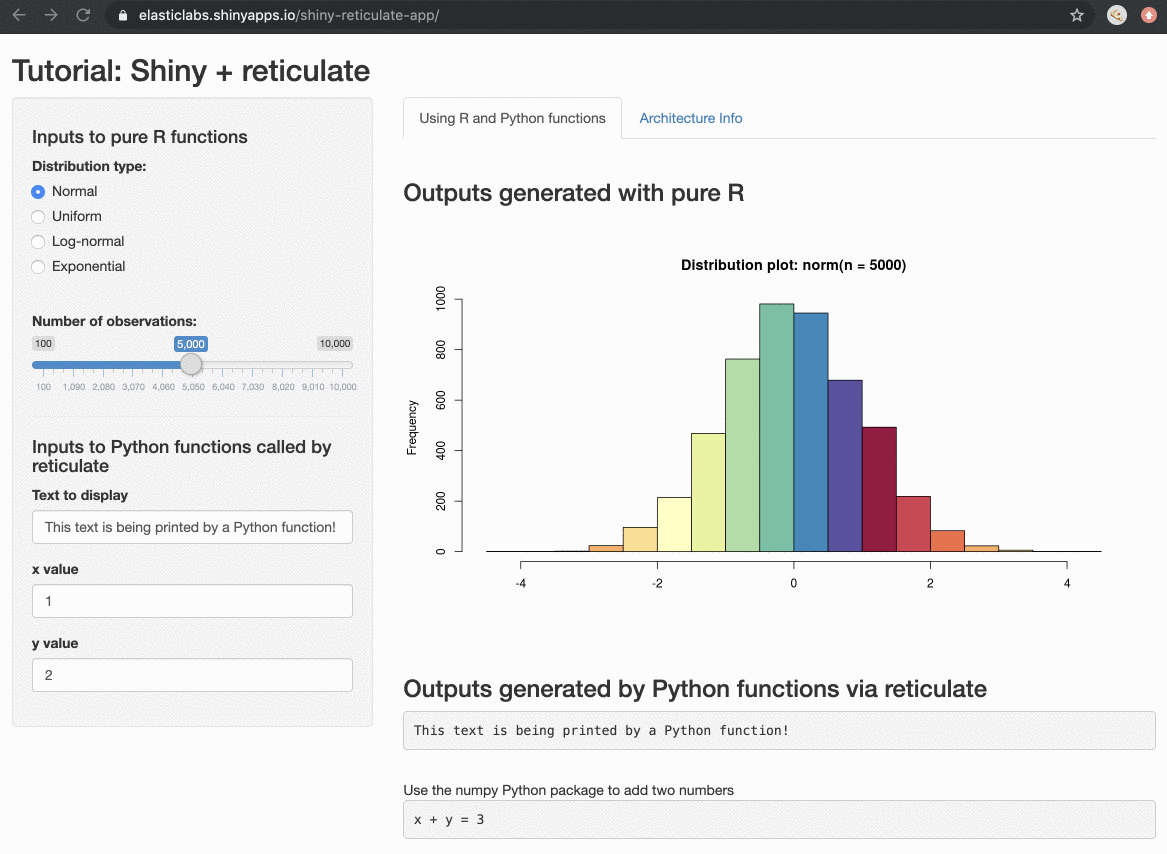 elasticlabs.shinyapps.io/shiny-reticulate-app/
Tutorial: Shiny + reticulate
Inputs to pure R functions
Distribution type:
Normal
Uniform
Log-normal
Exponential
Number of observations:
100 5,000 10,000
100 1,090 2,080 3,070 4,060 5,050 6,040 7,030 8,020 9,010 10,000
Inputs to Python functions called by
reticulate
Text to display
This text is being printed by a Python function!
x value
1
y value
2
Using R and Python functions Architecture Info
Outputs generated with pure R
Distribution plot: norm(n = 5000)
Frequency
1000
800
600
400
200
0
-4 -2 0 2 4
Outputs generated by Python functions via reticulate
This text is being printed by a Python function!
Use the numpy Python package to add two numbers
x + y = 3